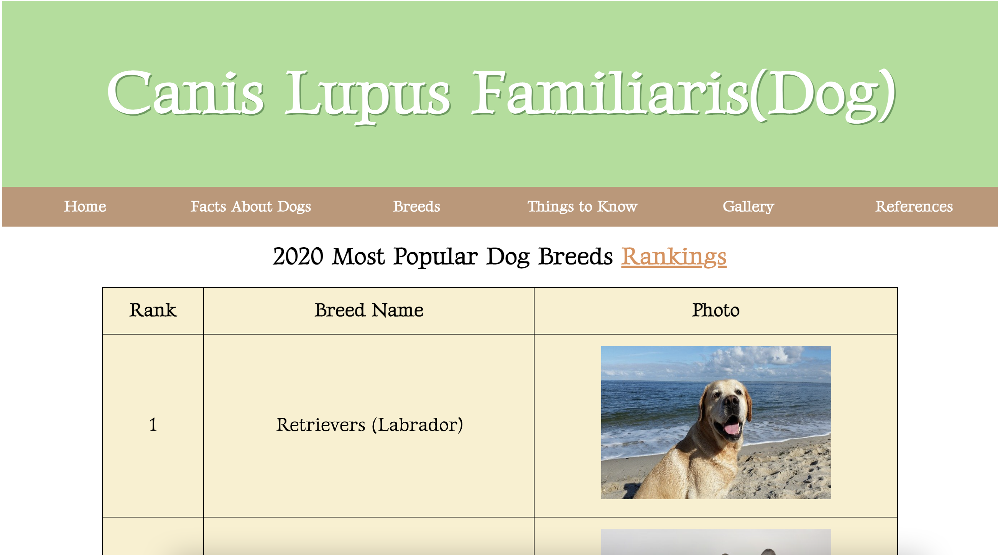 Canis Lupus Familiaris(Dog)
Home Facts About Dogs Breeds Things to Know Gallery References
2020 Most Popular Dog Breeds Rankings
Rank Breed Name Photo
1 Retrievers (Labrador)